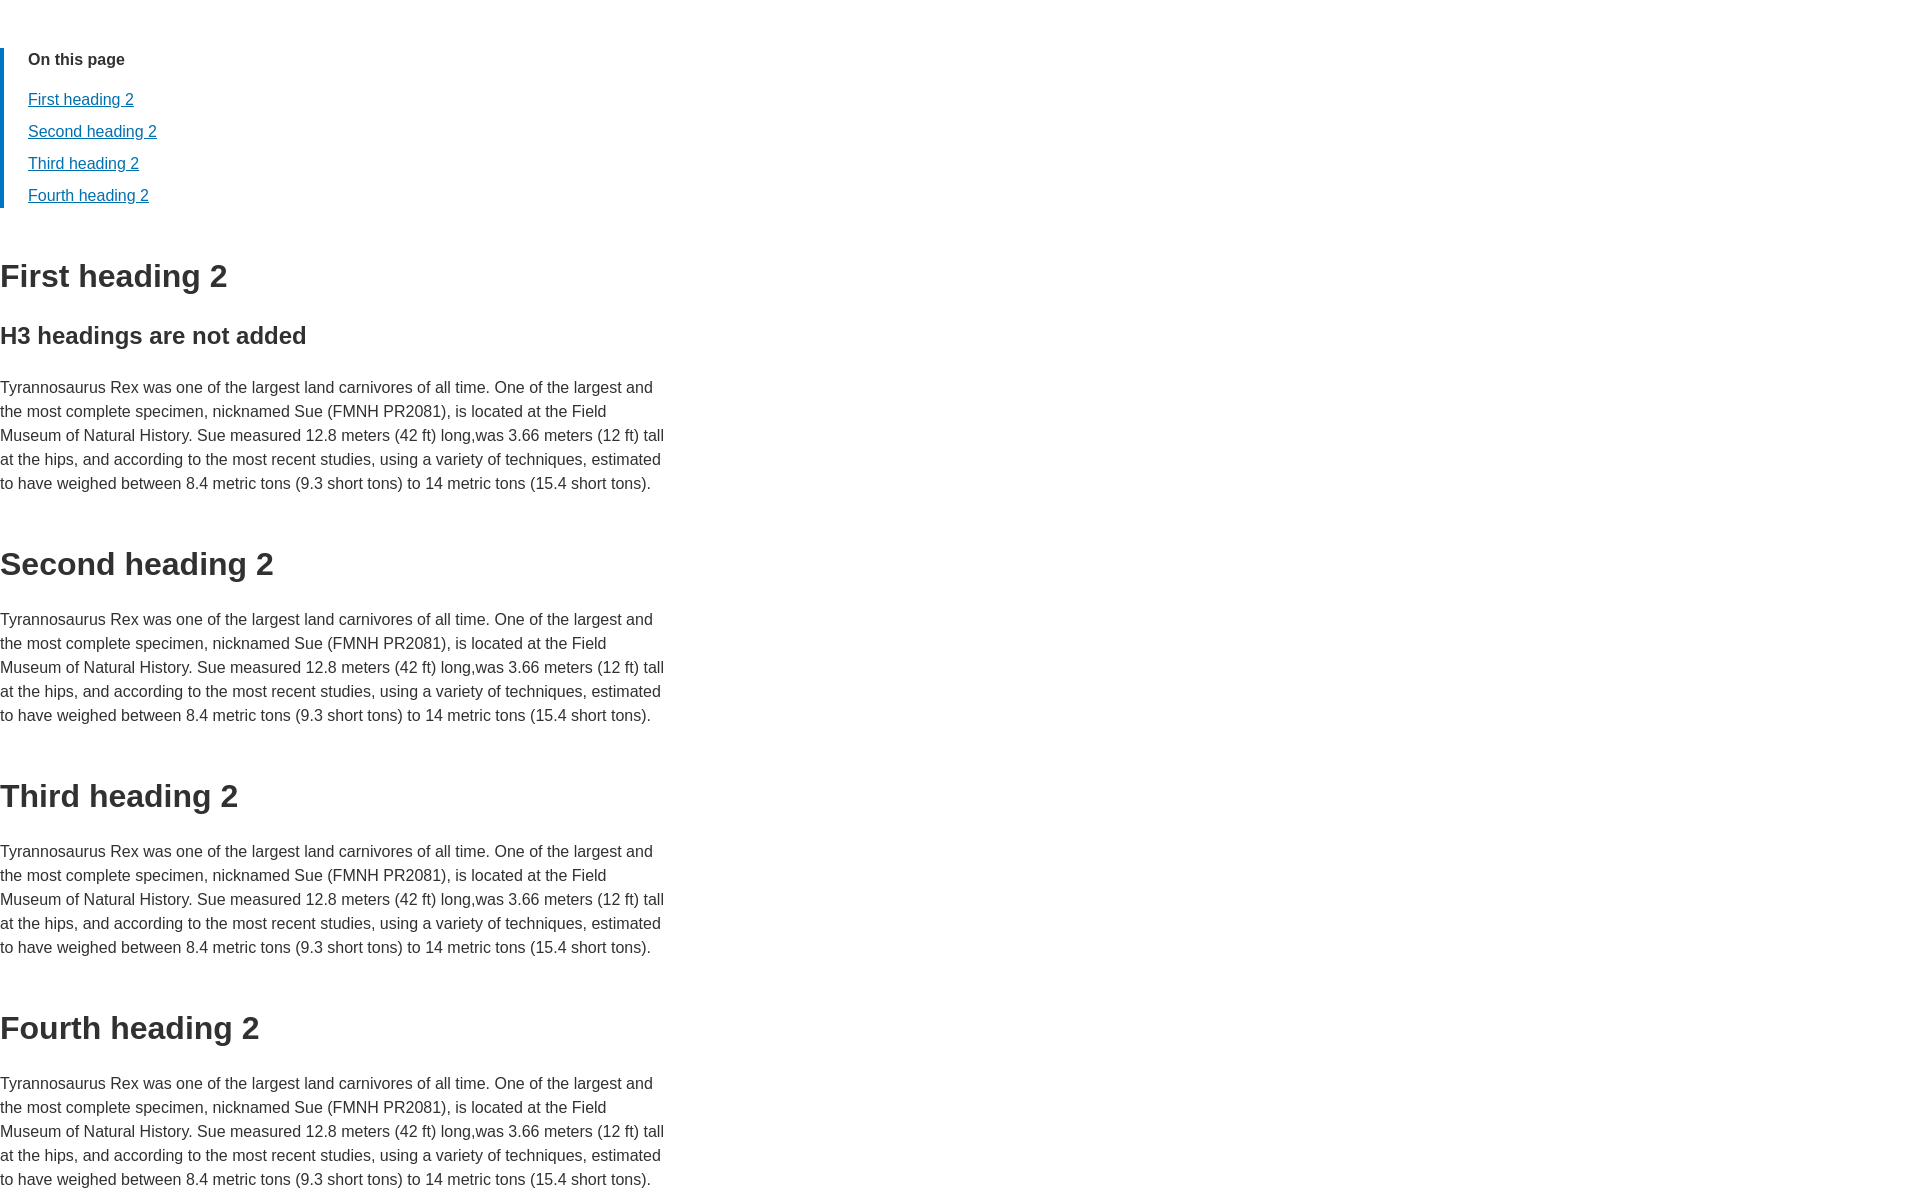 On this page
First heading 2
Second heading 2
Third heading 2
Fourth heading 2
First heading 2
H3 headings are not added
Tyrannosaurus Rex was one of the largest land carnivores of all time. One of the largest and
the most complete specimen, nicknamed Sue (FMNH PR2081), is located at the Field
Museum of Natural History. Sue measured 12.8 meters (42 ft) long,was 3.66 meters (12 ft) tall
at the hips, and according to the most recent studies, using a variety of techniques, estimated
to have weighed between 8.4 metric tons (9.3 short tons) to 14 metric tons (15.4 short tons).
Second heading 2
Tyrannosaurus Rex was one of the largest land carnivores of all time. One of the largest and
the most complete specimen, nicknamed Sue (FMNH PR2081), is located at the Field
Museum of Natural History. Sue measured 12.8 meters (42 ft) long,was 3.66 meters (12 ft) tall
at the hips, and according to the most recent studies, using a variety of techniques, estimated
to have weighed between 8.4 metric tons (9.3 short tons) to 14 metric tons (15.4 short tons).
Third heading 2
Tyrannosaurus Rex was one of the largest land carnivores of all time. One of the largest and
the most complete specimen, nicknamed Sue (FMNH PR2081), is located at the Field
Museum of Natural History. Sue measured 12.8 meters (42 ft) long,was 3.66 meters (12 ft) tall
at the hips, and according to the most recent studies, using a variety of techniques, estimated
to have weighed between 8.4 metric tons (9.3 short tons) to 14 metric tons (15.4 short tons).
Fourth heading 2
Tyrannosaurus Rex was one of the largest land carnivores of all time. One of the largest and
the most complete specimen, nicknamed Sue (FMNH PR2081), is located at the Field
Museum of Natural History. Sue measured 12.8 meters (42 ft) long,was 3.66 meters (12 ft) tall
at the hips, and according to the most recent studies, using a variety of techniques, estimated
to have weighed between 8.4 metric tons (9.3 short tons) to 14 metric tons (15.4 short tons).